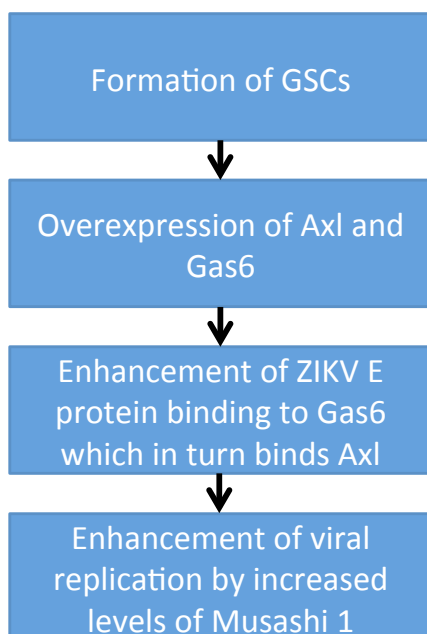 Formation of GSCs
Overexpression of Axl and
Gas6
Enhancement of ZIKV E
protein binding to Gas6
which in turn binds Axl
Enhancement of viral
replication by increased
levels of Musashi 1